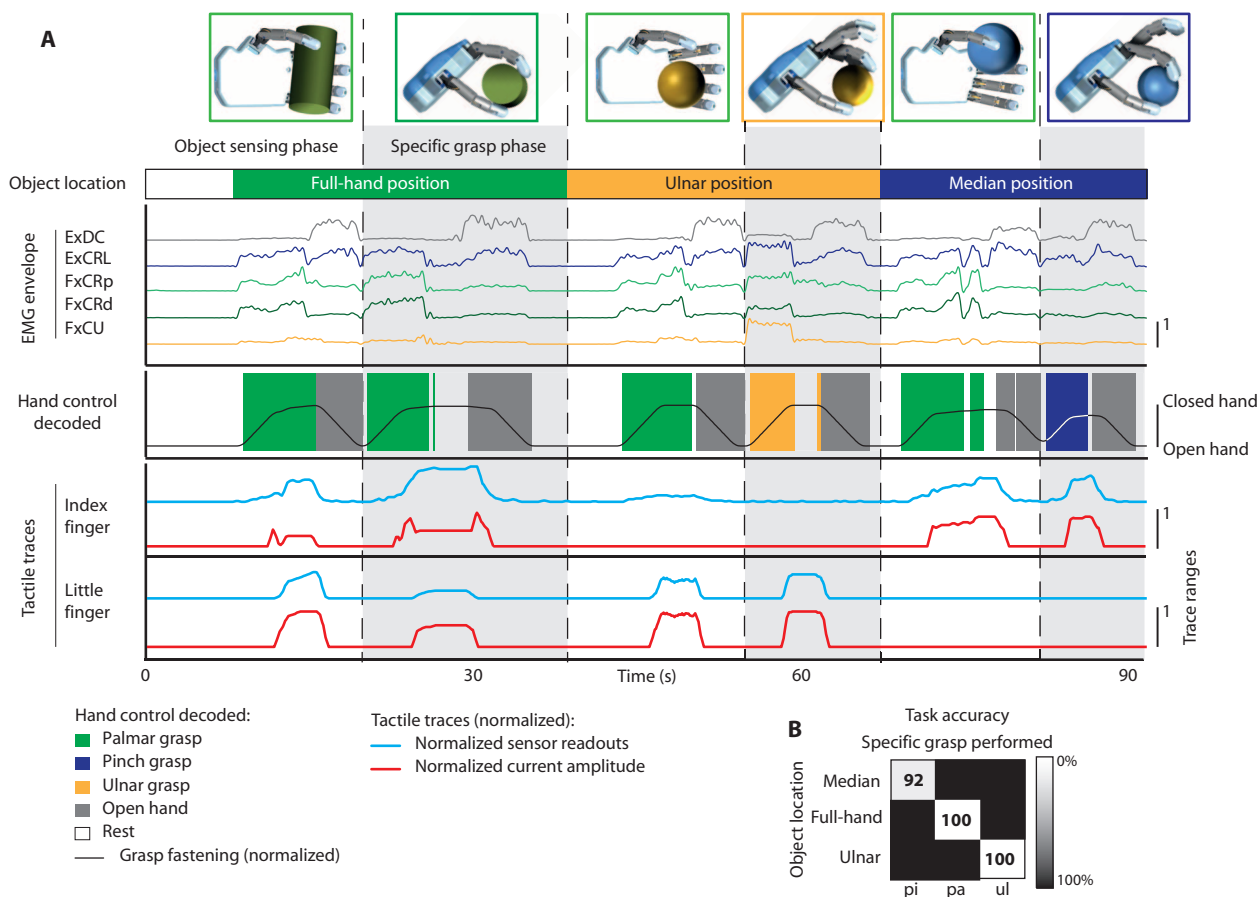 A
Object sensing phase
Specific grasp phase
Object location
Full-hand position
Ulnar position
Median position
EMG envelope
ExDC
ExCRL
FxCRp
FxCRd
FxCU
1
Hand control
decoded
Closed hand
Open hand
Tactile traces
Index
finger
1
Little
finger
1
Trace ranges
0
30
Time (s)
60
90
Hand control decoded:
Palmar grasp
Pinch grasp
Ulnar grasp
Open hand
Rest
Grasp fastening (normalized)
Tactile traces (normalized):
Normalized sensor readouts
Normalized current amplitude
B
Task accuracy
Specific grasp performed
Object location
Median
92
Full-hand
100
Ulnar
100
pi
pa
ul
0%
100%